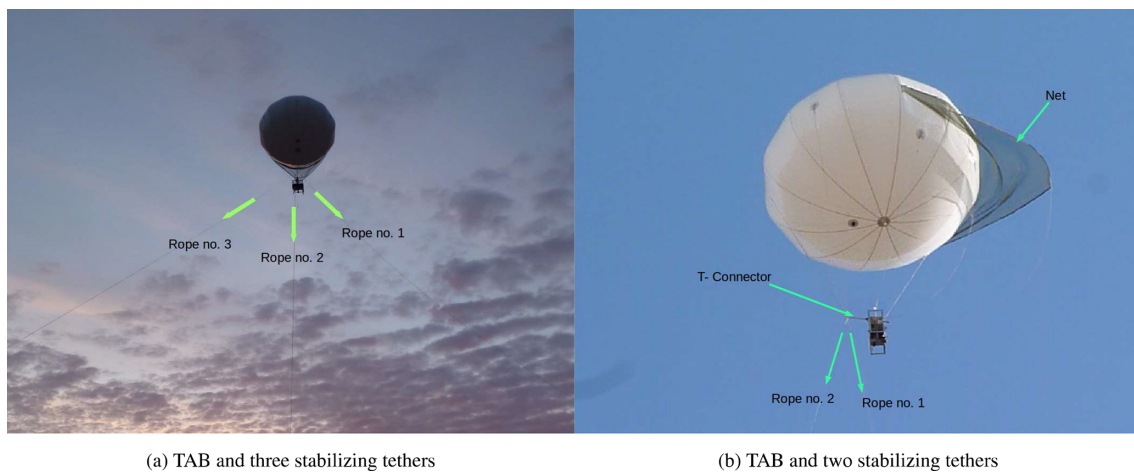 Rope no. 3
Rope no. 2
Rope no. 1
Net
T- Connector
Rope no. 2
Rope no. 1
(a) TAB and three stabilizing tethers
(b) TAB and two stabilizing tethers